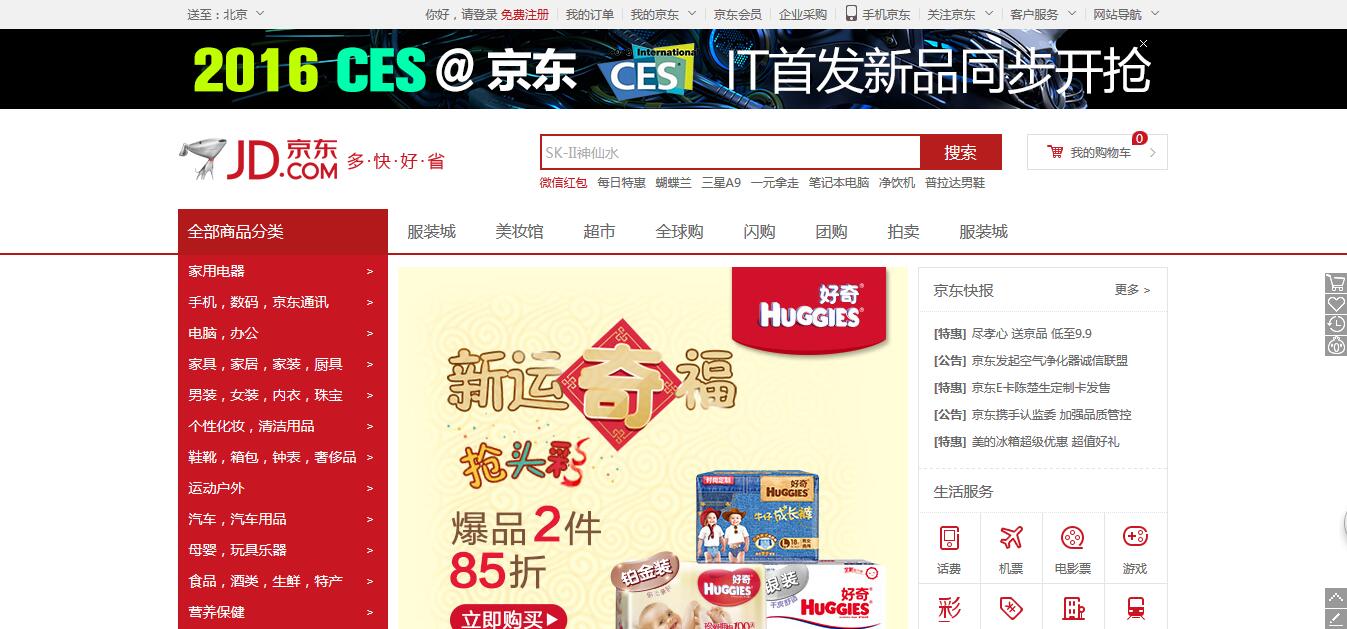 送至：北京
你好，请登录 免费注册 我的订单 我的京东 京东会员 企业采购 手机京东 关注京东 客户服务 网站导航
2016 CES @ 京东 International CES IT首发新品同步开抢
JD京东.COM 多·快·好·省
SK-II神仙水 搜索
我的购物车 0 >
微信红包 每日特惠 蝴蝶兰 三星A9 一元拿走 笔记本电脑 净饮机 普拉达男鞋
全部商品分类 服装城 美妆馆 超市 全球购 闪购 团购 拍卖 服装城
家用电器 >
手机，数码，京东通讯 >
电脑，办公 >
家具，家居，家装，厨具 >
男装，女装，内衣，珠宝 >
个性化妆，清洁用品 >
鞋靴，箱包，钟表，奢侈品 >
运动户外 >
汽车，汽车用品 >
母婴，玩具乐器 >
食品，酒类，生鲜，特产 >
营养保健 >
好奇
HUGGIES
新运奇福
抢头彩
爆品2件
85折
立即购买
好奇
HUGGIES
牛仔成长裤
L
铂金装
好奇
HUGGIES
银装
干爽舒适
好奇
HUGGIES
京东快报 更多 >
[特惠] 尽孝心 送京品 低至9.9
[公告] 京东发起空气净化器诚信联盟
[特惠] 京东E卡陈楚生定制卡发售
[公告] 京东携手认监委 加强品质管控
[特惠] 美的冰箱超级优惠 超值好礼
生活服务
话费 机票 电影票 游戏
彩